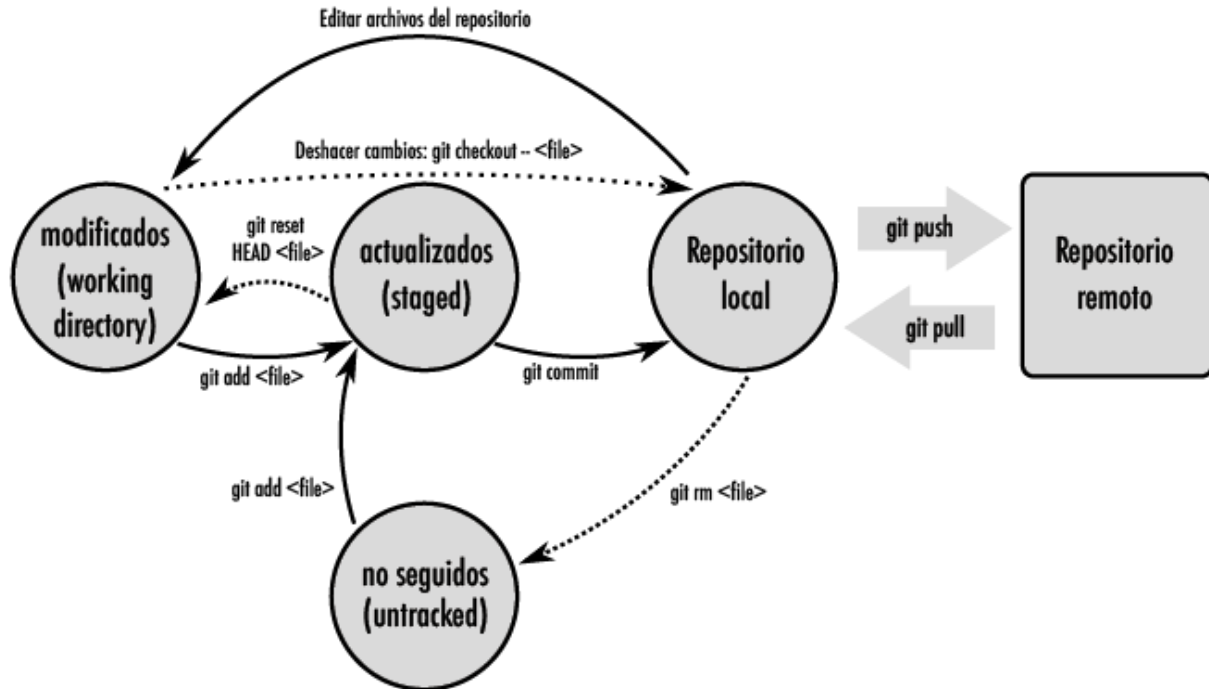 Editar archivos del repositorio
Deshacer cambios: git checkout -- <file>
modificados
(working
directory)
git reset
HEAD <file>
actualizados
(staged)
Repositorio
local
git push
git pull
Repositorio
remoto
git add <file>
git commit
git add <file>
git rm <file>
no seguidos
(untracked)